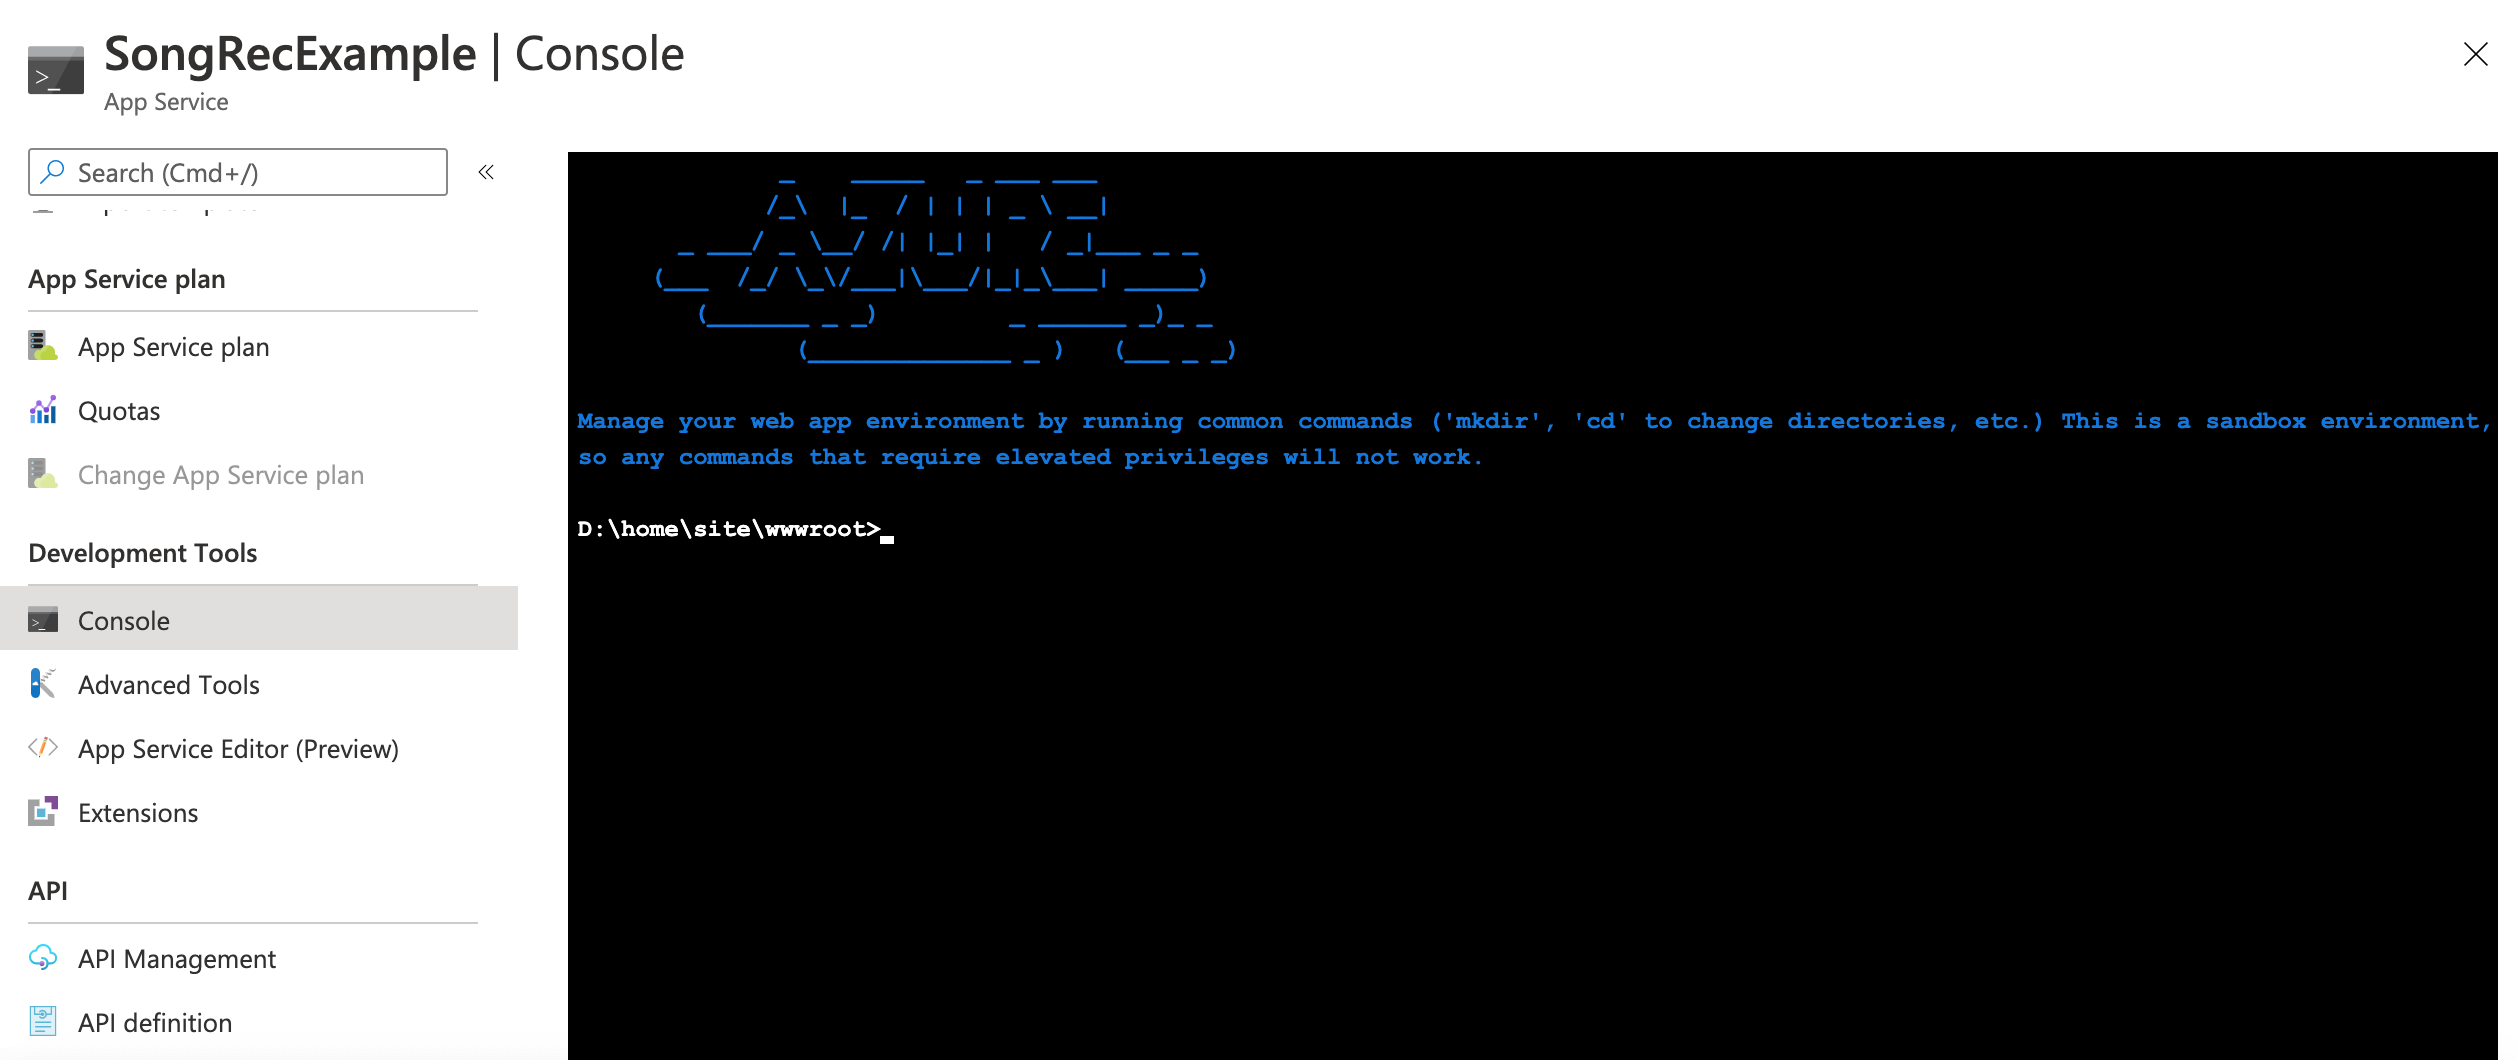 SongRecExample | Console
App Service
Search (Cmd+/)
«
App Service plan
App Service plan
Quotas
Change App Service plan
Development Tools
Console
Advanced Tools
App Service Editor (Preview)
Extensions
API
API Management
API definition
AZURE
Manage your web app environment by running common commands ('mkdir', 'cd' to change directories, etc.) This is a sandbox environment,
so any commands that require elevated privileges will not work.
D:\home\site\wwwroot>_